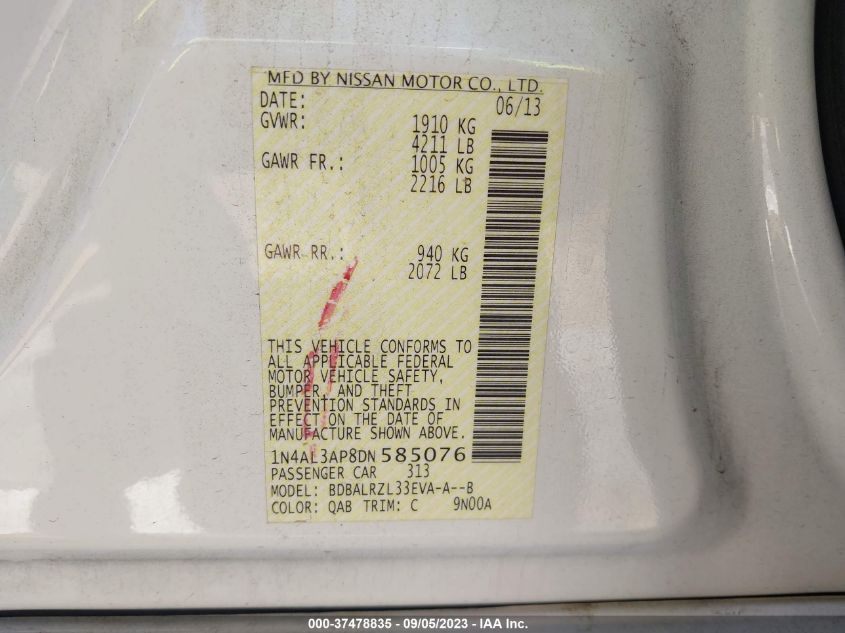 MFD BY NISSAN MOTOR CO., LTD.
DATE: 06/13
GVWR: 1910 KG
4211 LB
GAWR FR.: 1005 KG
2216 LB
GAWR RR.: 940 KG
2072 LB
THIS VEHICLE CONFORMS TO
ALL APPLICABLE FEDERAL
MOTOR VEHICLE SAFETY,
BUMPER, AND THEFT
PREVENTION STANDARDS IN
EFFECT ON THE DATE OF
MANUFACTURE SHOWN ABOVE.
1N4AL3AP8DN 585076
PASSENGER CAR 313
MODEL: BDBALRZL33EVA-A--B
COLOR: QAB TRIM: C 9N00A
000-37478835 - 09/05/2023 - IAA Inc.